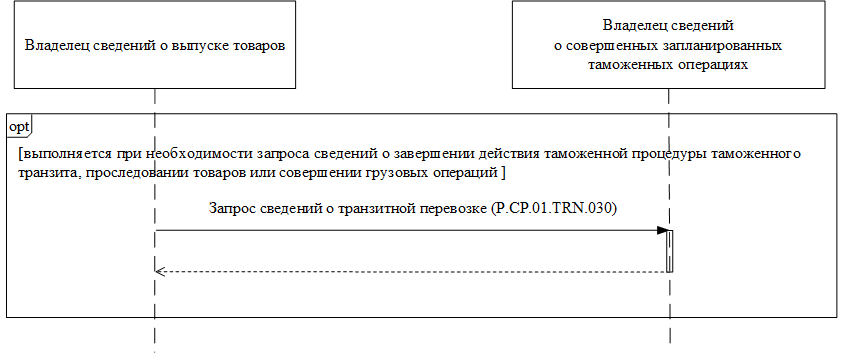 Владелец сведений о выпуске товаров
Владелец сведений
о совершенных запланированных
таможенных операциях
opt
[выполняется при необходимости запроса сведений о завершении действия таможенной процедуры таможенного
транзита, проследовании товаров или совершении грузовых операций ]
Запрос сведений о транзитной перевозке (P.CP.01.TRN.030)